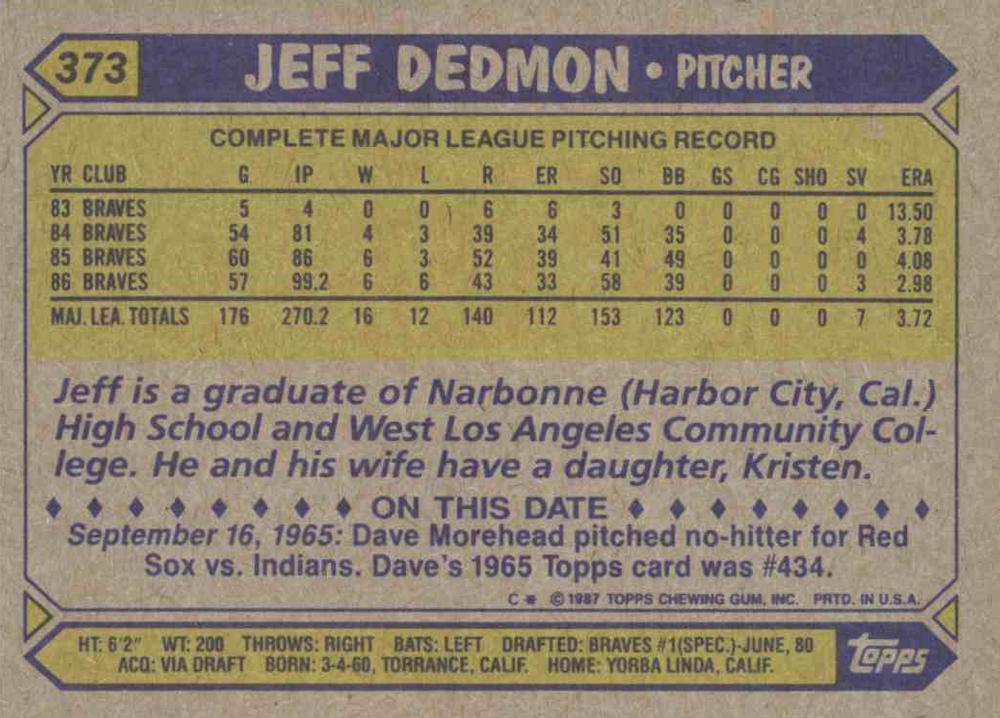 373 JEFF DEDMON • PITCHER
COMPLETE MAJOR LEAGUE PITCHING RECORD
YR CLUB G IP W L R ER SO BB GS CG SHO SV ERA
83 BRAVES 5 4 0 0 6 6 3 0 0 0 0 0 13.50
84 BRAVES 54 81 4 3 39 34 51 35 0 0 0 4 3.78
85 BRAVES 60 86 6 3 52 39 41 49 0 0 0 0 4.08
86 BRAVES 57 99.2 6 6 43 33 58 39 0 0 0 3 2.98
MAJ. LEA. TOTALS 176 270.2 16 12 140 112 153 123 0 0 0 7 3.72
Jeff is a graduate of Narbonne (Harbor City, Cal.)
High School and West Los Angeles Community Col-
lege. He and his wife have a daughter, Kristen.
♦ ♦ ♦ ♦ ♦ ♦ ♦ ♦ ON THIS DATE ♦ ♦ ♦ ♦ ♦ ♦ ♦ ♦
September 16, 1965: Dave Morehead pitched no-hitter for Red
Sox vs. Indians. Dave's 1965 Topps card was #434.
C* © 1987 TOPPS CHEWING GUM, INC. PRTD. IN U.S.A.
HT: 6'2" WT: 200 THROWS: RIGHT BATS: LEFT DRAFTED: BRAVES #1(SPEC.)-JUNE, 80
ACQ: VIA DRAFT BORN: 3-4-60, TORRANCE, CALIF. HOME: YORBA LINDA, CALIF.
Topps